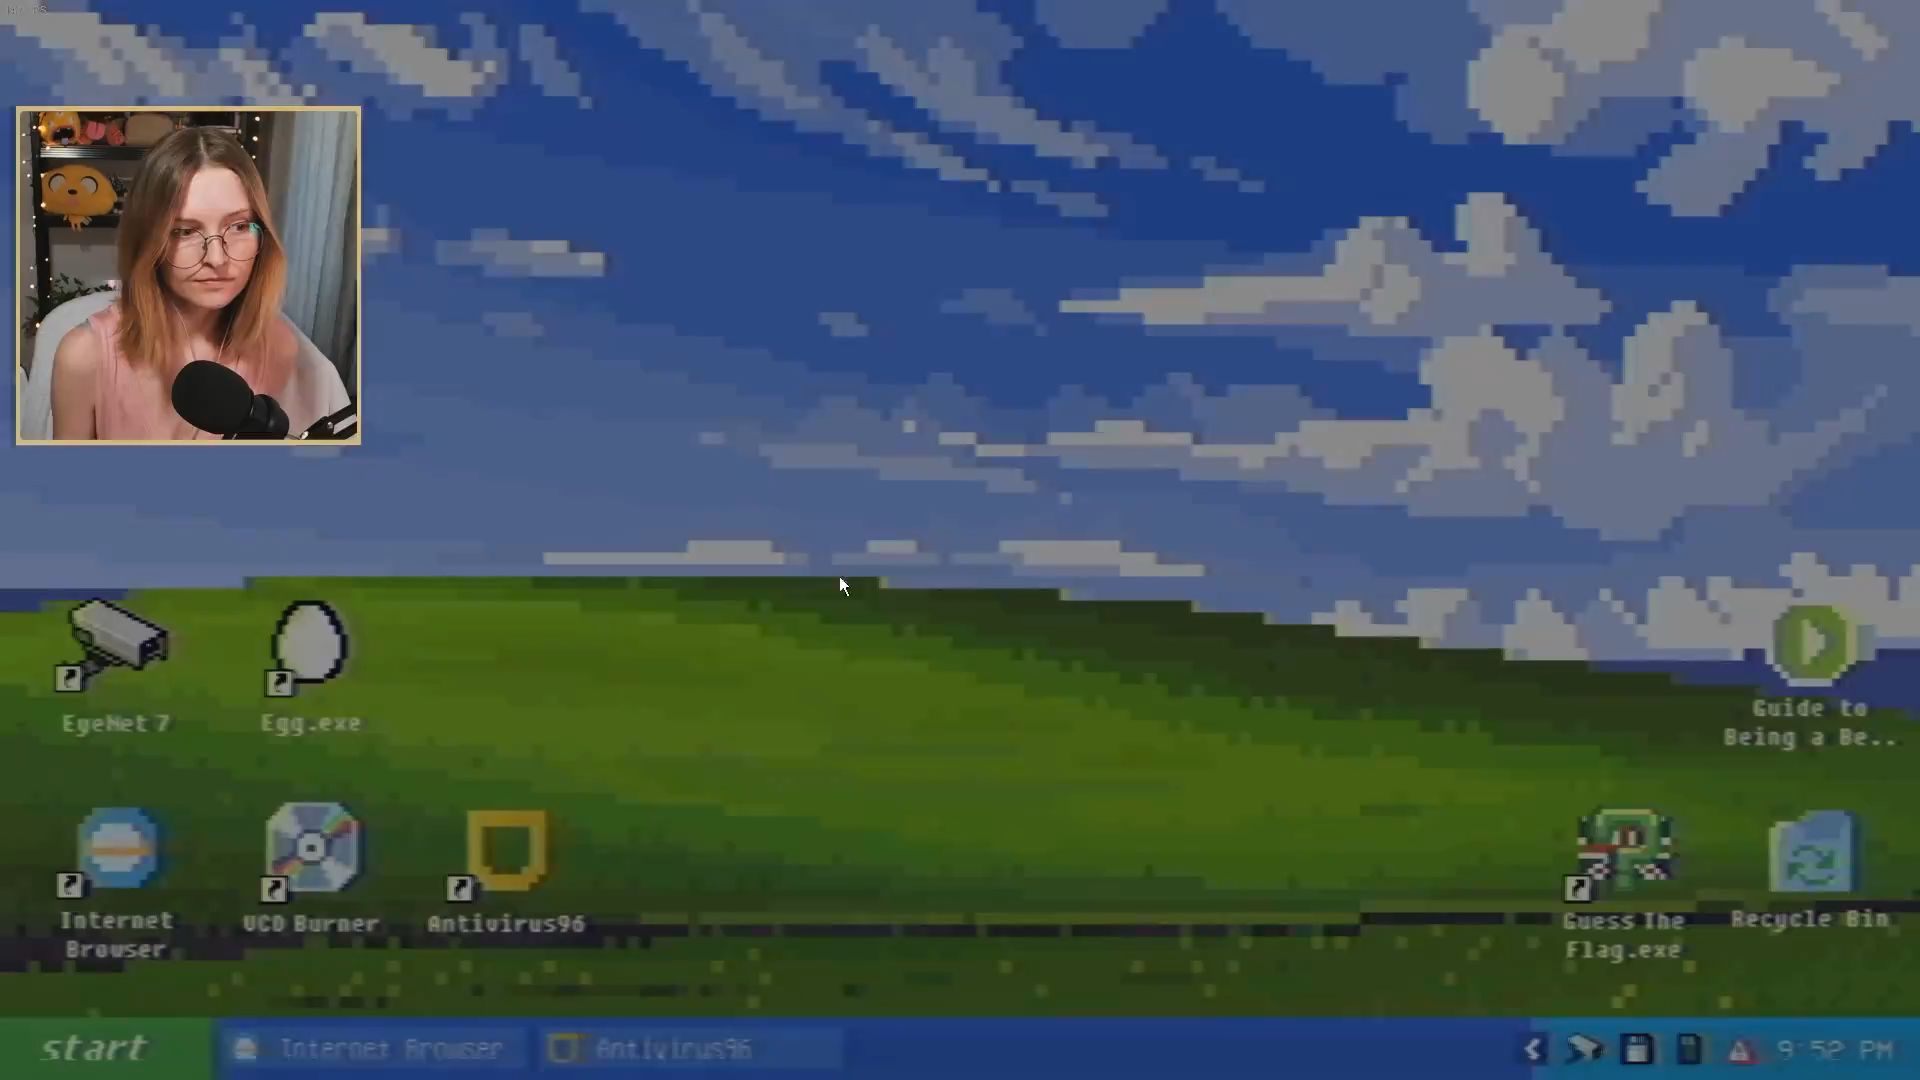 EyeNet 7
Egg.exe
Guide to
Being a Be..
Internet
Browser
VCD Burner
Antivirus96
Guess The
Flag.exe
Recycle Bin
start
Internet Browser
Antivirus96
9:52 PM